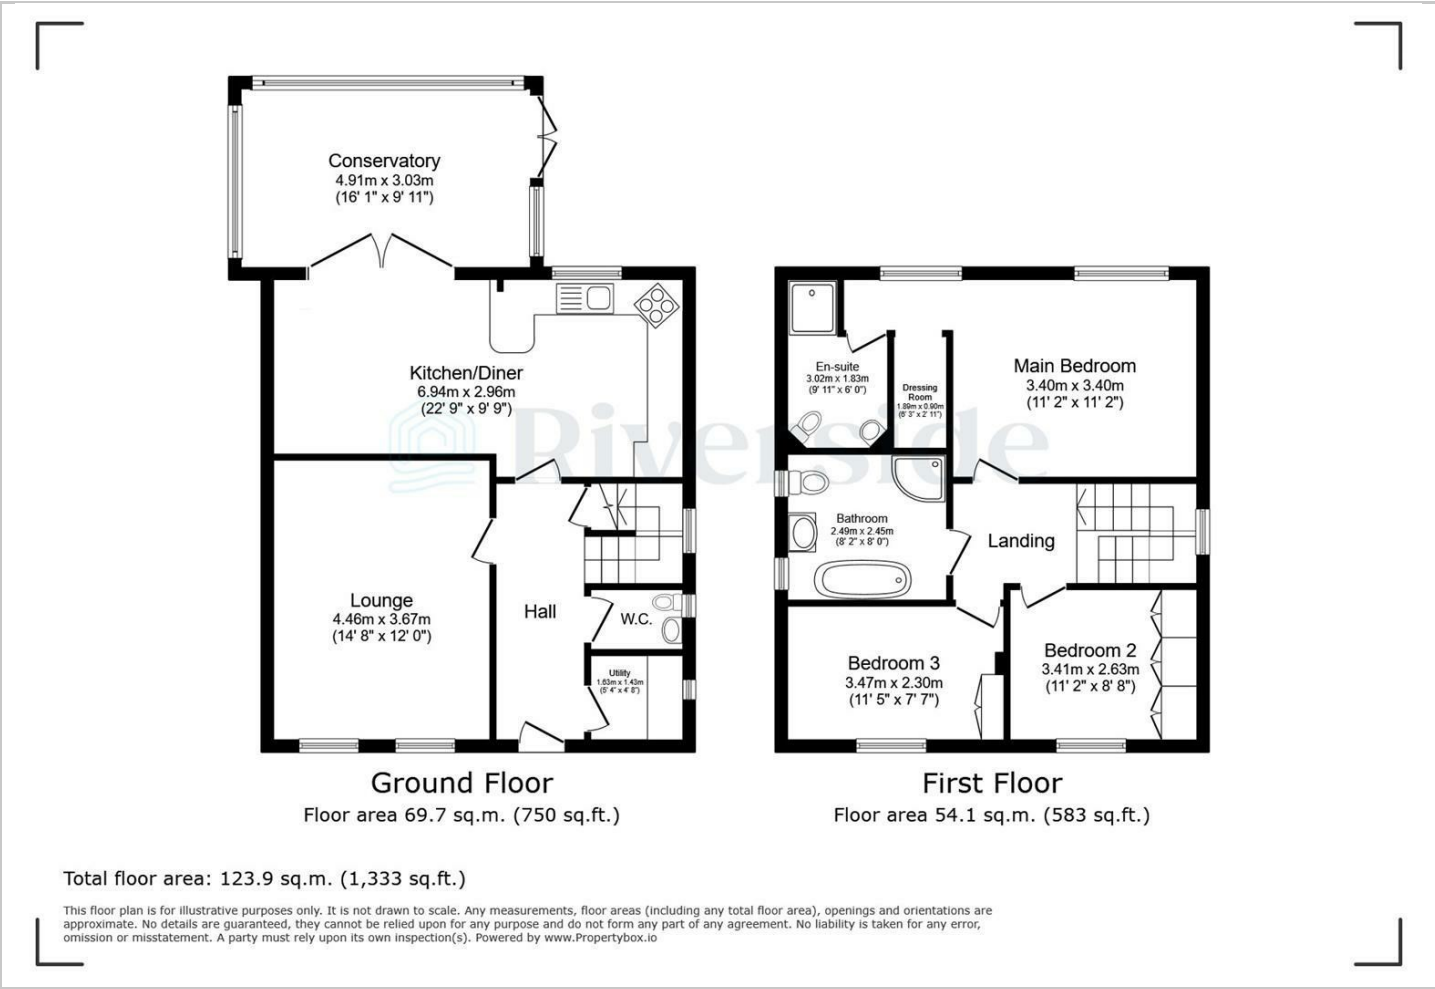 Conservatory
4.91m x 3.03m
(16' 1" x 9' 11")
Kitchen/Diner
6.94m x 2.96m
(22' 9" x 9' 9")
Riverside
Lounge
4.46m x 3.67m
(14' 8" x 12' 0")
Hall
W.C.
Utility
1.63m x 1.43m
(5' 4" x 4' 8")
Ground Floor
Floor area 69.7 sq.m. (750 sq.ft.)
En-suite
3.02m x 1.83m
(9' 11" x 6' 0")
Dressing
Room
1.89m x 0.90m
(6' 3" x 2' 11")
Main Bedroom
3.40m x 3.40m
(11' 2" x 11' 2")
Bathroom
2.49m x 2.45m
(8' 2" x 8' 0")
Landing
Bedroom 3
3.47m x 2.30m
(11' 5" x 7' 7")
Bedroom 2
3.41m x 2.63m
(11' 2" x 8' 8")
First Floor
Floor area 54.1 sq.m. (583 sq.ft.)
Total floor area: 123.9 sq.m. (1,333 sq.ft.)
This floor plan is for illustrative purposes only. It is not drawn to scale. Any measurements, floor areas (including any total floor area), openings and orientations are
approximate. No details are guaranteed, they cannot be relied upon for any purpose and do not form any part of any agreement. No liability is taken for any error,
omission or misstatement. A party must rely upon its own inspection(s). Powered by www.Propertybox.io